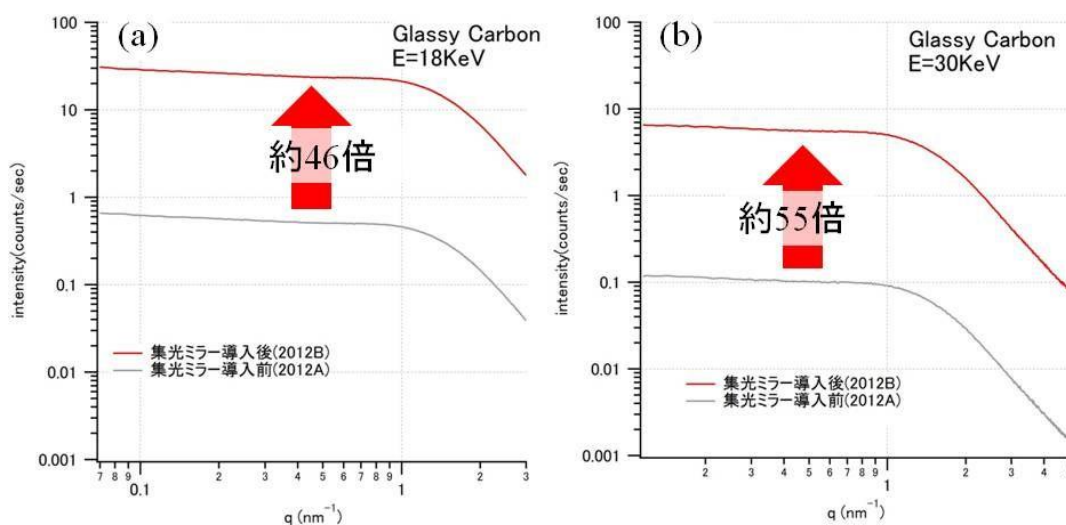 (a)
Glassy Carbon
E=18KeV
100
10
1
0.1
0.01
0.001
intensity(counts/sec)
約46倍
集光ミラー導入後(2012B)
集光ミラー導入前(2012A)
7 8 9 0.1 2 3 4 5 6 7 8 9 1 2 3
q (nm⁻¹)
(b)
Glassy Carbon
E=30KeV
100
10
1
0.1
0.01
0.001
intensity(counts/sec)
約55倍
集光ミラー導入後(2012B)
集光ミラー導入前(2012A)
2 3 4 5 6 7 8 9 1 2 3 4
q (nm⁻¹)